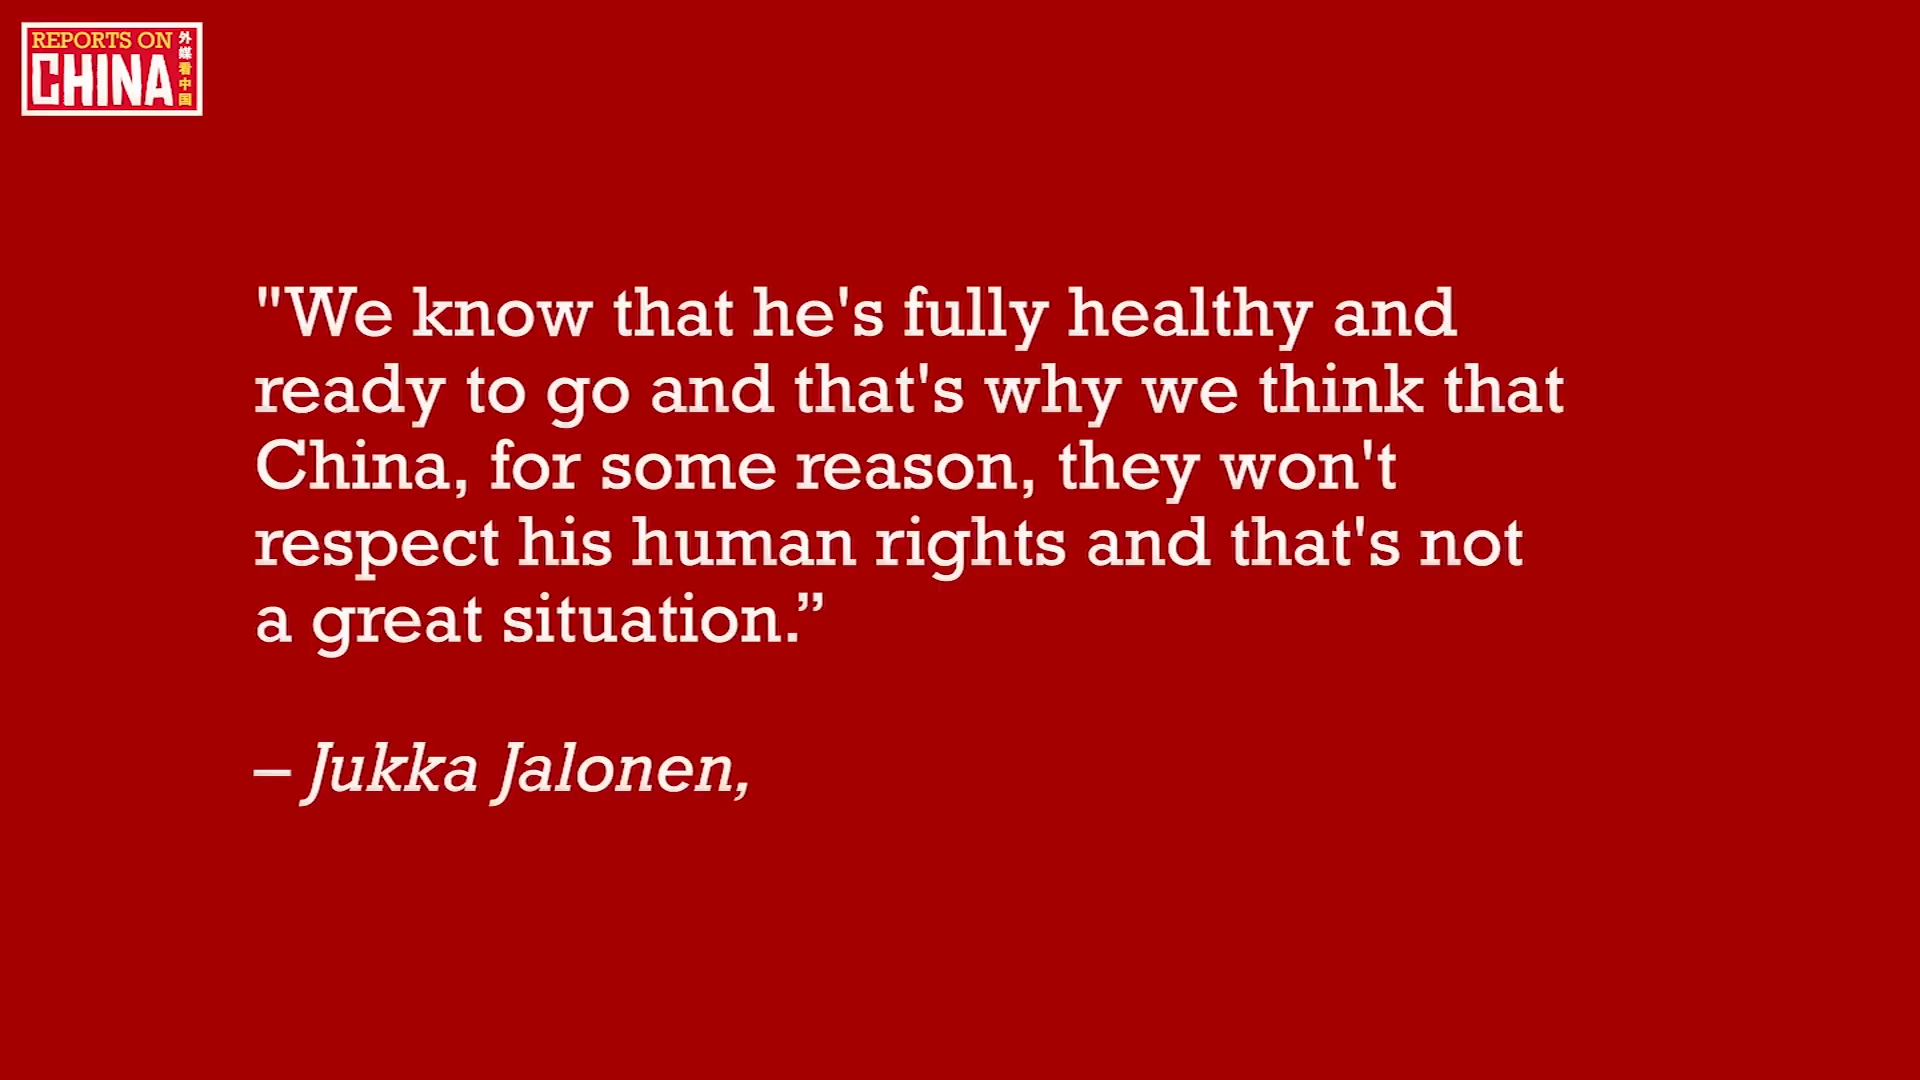 REPORTS ON
CHINA
外媒看中国
"We know that he's fully healthy and
ready to go and that's why we think that
China, for some reason, they won't
respect his human rights and that's not
a great situation.”
– Jukka Jalonen,